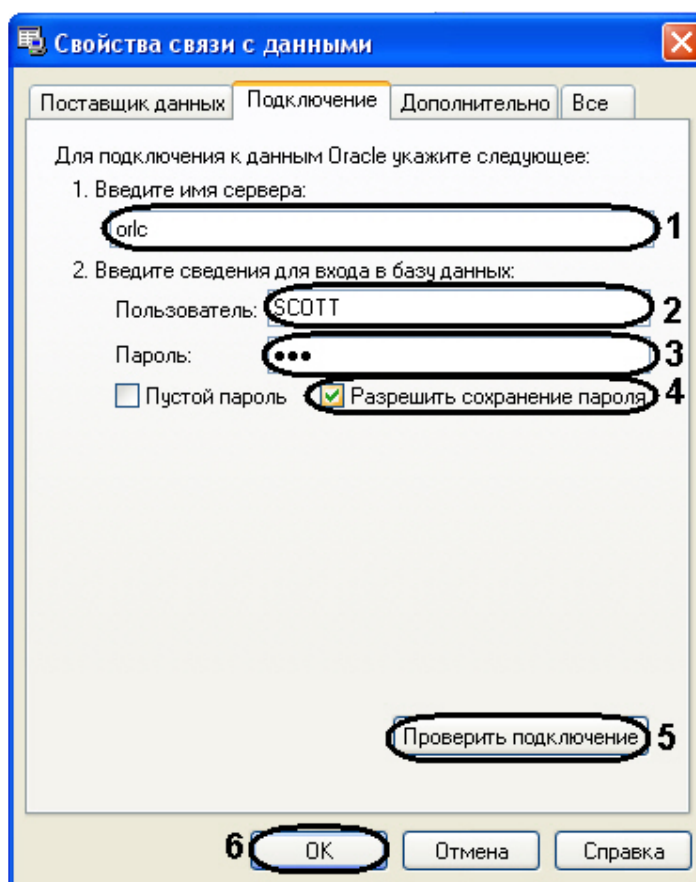 Свойства связи с данными
Поставщик данных Подключение Дополнительно Все
Для подключения к данным Oracle укажите следующее:
1. Введите имя сервера:
orlc 1
2. Введите сведения для входа в базу данных:
Пользователь: SCOTT 2
Пароль: ●●● 3
Пустой пароль Разрешить сохранение пароля 4
Проверить подключение 5
6 OK Отмена Справка